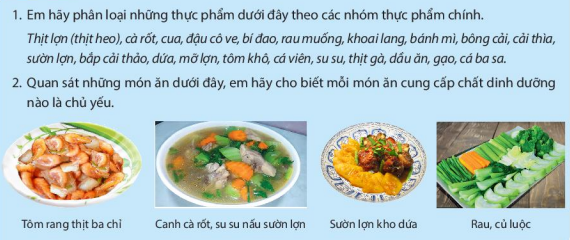 1. Em hãy phân loại những thực phẩm dưới đây theo các nhóm thực phẩm chính.
Thịt lợn (thịt heo), cà rốt, cua, đậu cô ve, bí đao, rau muống, khoai lang, bánh mì, bông cải, cải thìa,
sườn lợn, bắp cải thảo, dứa, mỡ lợn, tôm khô, cá viên, su su, thịt gà, dầu ăn, gạo, cá ba sa.
2. Quan sát những món ăn dưới đây, em hãy cho biết mỗi món ăn cung cấp chất dinh dưỡng
nào là chủ yếu.
Tôm rang thịt ba chỉ
Canh cà rốt, su su nấu sườn lợn
Sườn lợn kho dứa
Rau, củ luộc